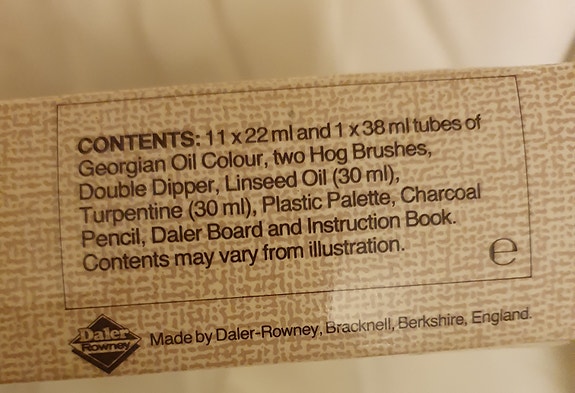 CONTENTS: 11 x 22 ml and 1 x 38 ml tubes of
Georgian Oil Colour, two Hog Brushes,
Double Dipper, Linseed Oil (30 ml),
Turpentine (30 ml), Plastic Palette, Charcoal
Pencil, Daler Board and Instruction Book.
Contents may vary from illustration.
℮
Daler
Rowney
Made by Daler-Rowney, Bracknell, Berkshire, England.